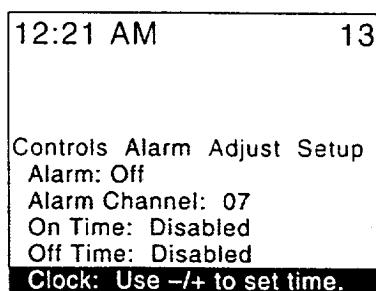 12:21 AM 13
Controls Alarm Adjust Setup
Alarm: Off
Alarm Channel: 07
On Time: Disabled
Off Time: Disabled
Clock: Use –/+ to set time.